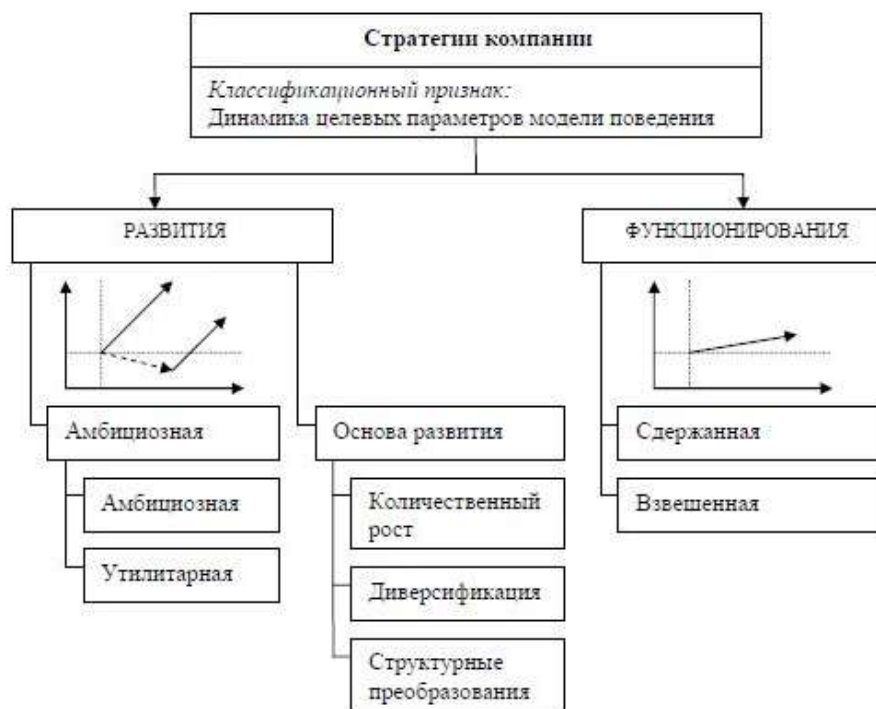 Стратегии компании
Классификационный признак:
Динамика целевых параметров модели поведения
РАЗВИТИЯ
ФУНКЦИОНИРОВАНИЯ
Амбициозная
Основа развития
Сдержанная
Амбициозная
Количественный
рост
Взвешенная
Утилитарная
Диверсификация
Структурные
преобразования